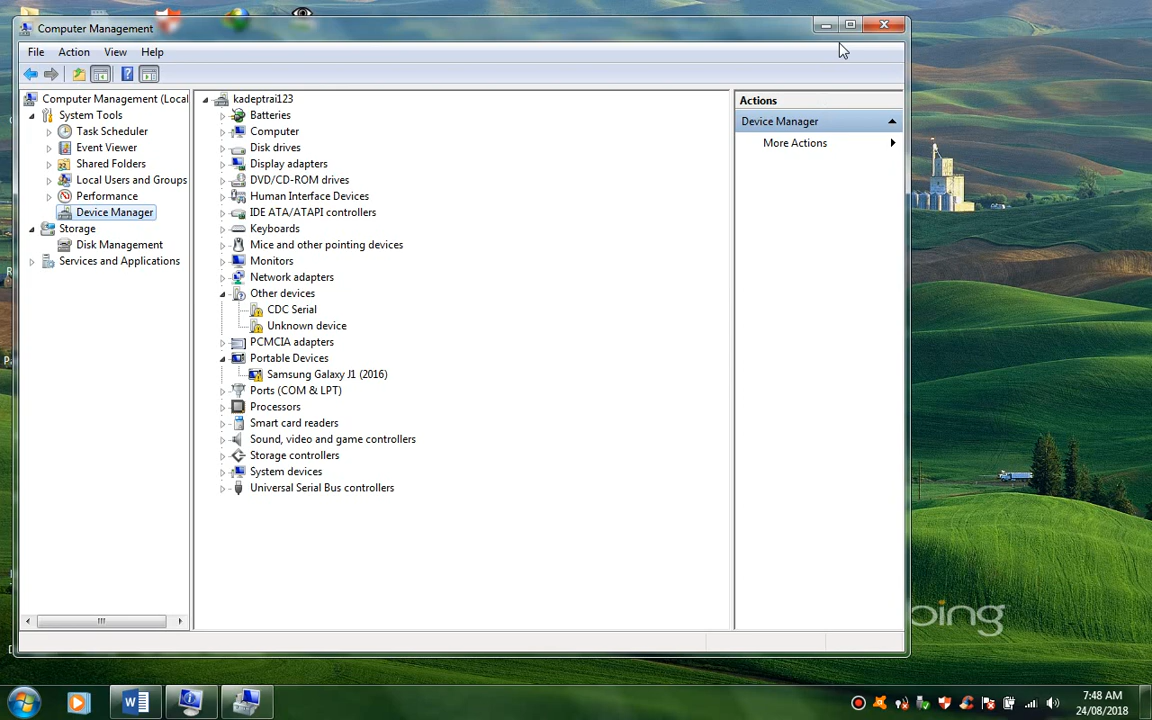 Computer Management
File Action View Help
Computer Management (Local
System Tools
Task Scheduler
Event Viewer
Shared Folders
Local Users and Groups
Performance
Device Manager
Storage
Disk Management
Services and Applications
kadeptrai123
Batteries
Computer
Disk drives
Display adapters
DVD/CD-ROM drives
Human Interface Devices
IDE ATA/ATAPI controllers
Keyboards
Mice and other pointing devices
Monitors
Network adapters
Other devices
CDC Serial
Unknown device
PCMCIA adapters
Portable Devices
Samsung Galaxy J1 (2016)
Ports (COM & LPT)
Processors
Smart card readers
Sound, video and game controllers
Storage controllers
System devices
Universal Serial Bus controllers
Actions
Device Manager
More Actions
bing
7:48 AM
24/08/2018